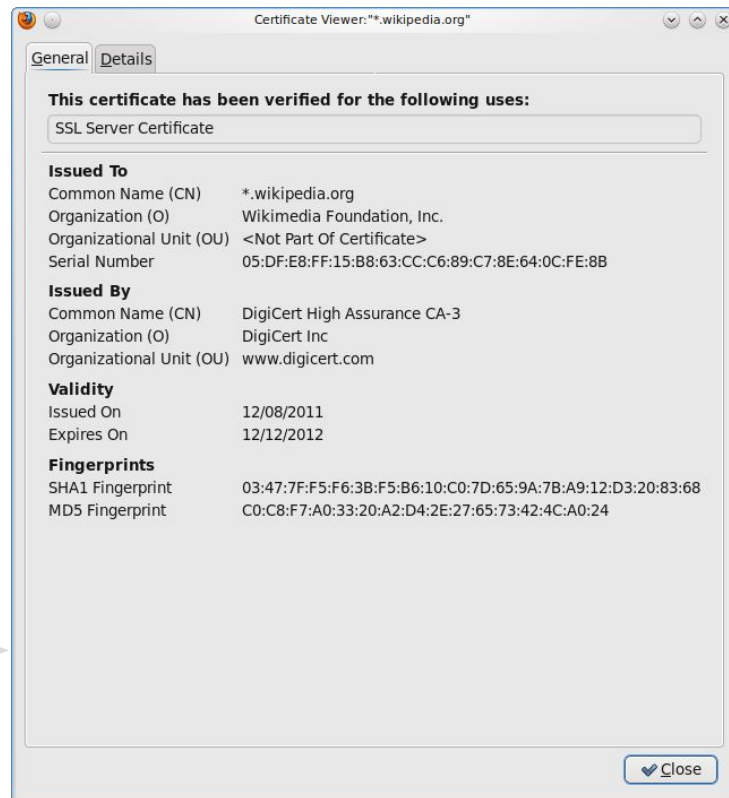 Certificate Viewer:"*.wikipedia.org"
General Details
This certificate has been verified for the following uses:
SSL Server Certificate
Issued To
Common Name (CN) *.wikipedia.org
Organization (O) Wikimedia Foundation, Inc.
Organizational Unit (OU) <Not Part Of Certificate>
Serial Number 05:DF:E8:FF:15:B8:63:CC:C6:89:C7:8E:64:0C:FE:8B
Issued By
Common Name (CN) DigiCert High Assurance CA-3
Organization (O) DigiCert Inc
Organizational Unit (OU) www.digicert.com
Validity
Issued On 12/08/2011
Expires On 12/12/2012
Fingerprints
SHA1 Fingerprint 03:47:7F:F5:F6:3B:F5:B6:10:C0:7D:65:9A:7B:A9:12:D3:20:83:68
MD5 Fingerprint C0:C8:F7:A0:33:20:A2:D4:2E:27:65:73:42:4C:A0:24
Close